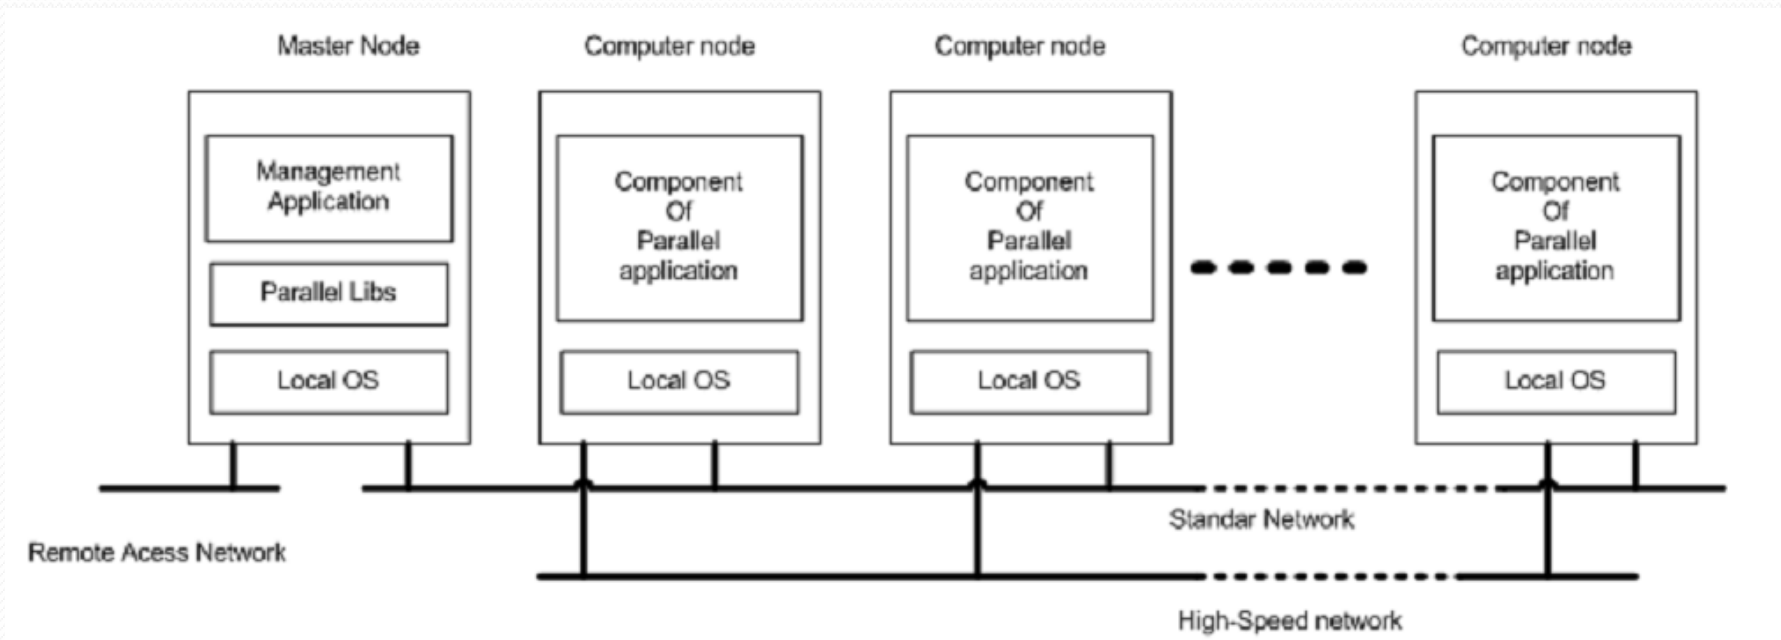 Master Node
Computer node
Computer node
Computer node
Management
Application
Parallel Libs
Local OS
Component
Of
Parallel
application
Local OS
Component
Of
Parallel
application
Local OS
Component
Of
Parallel
application
Local OS
Remote Acess Network
Standar Network
High-Speed network